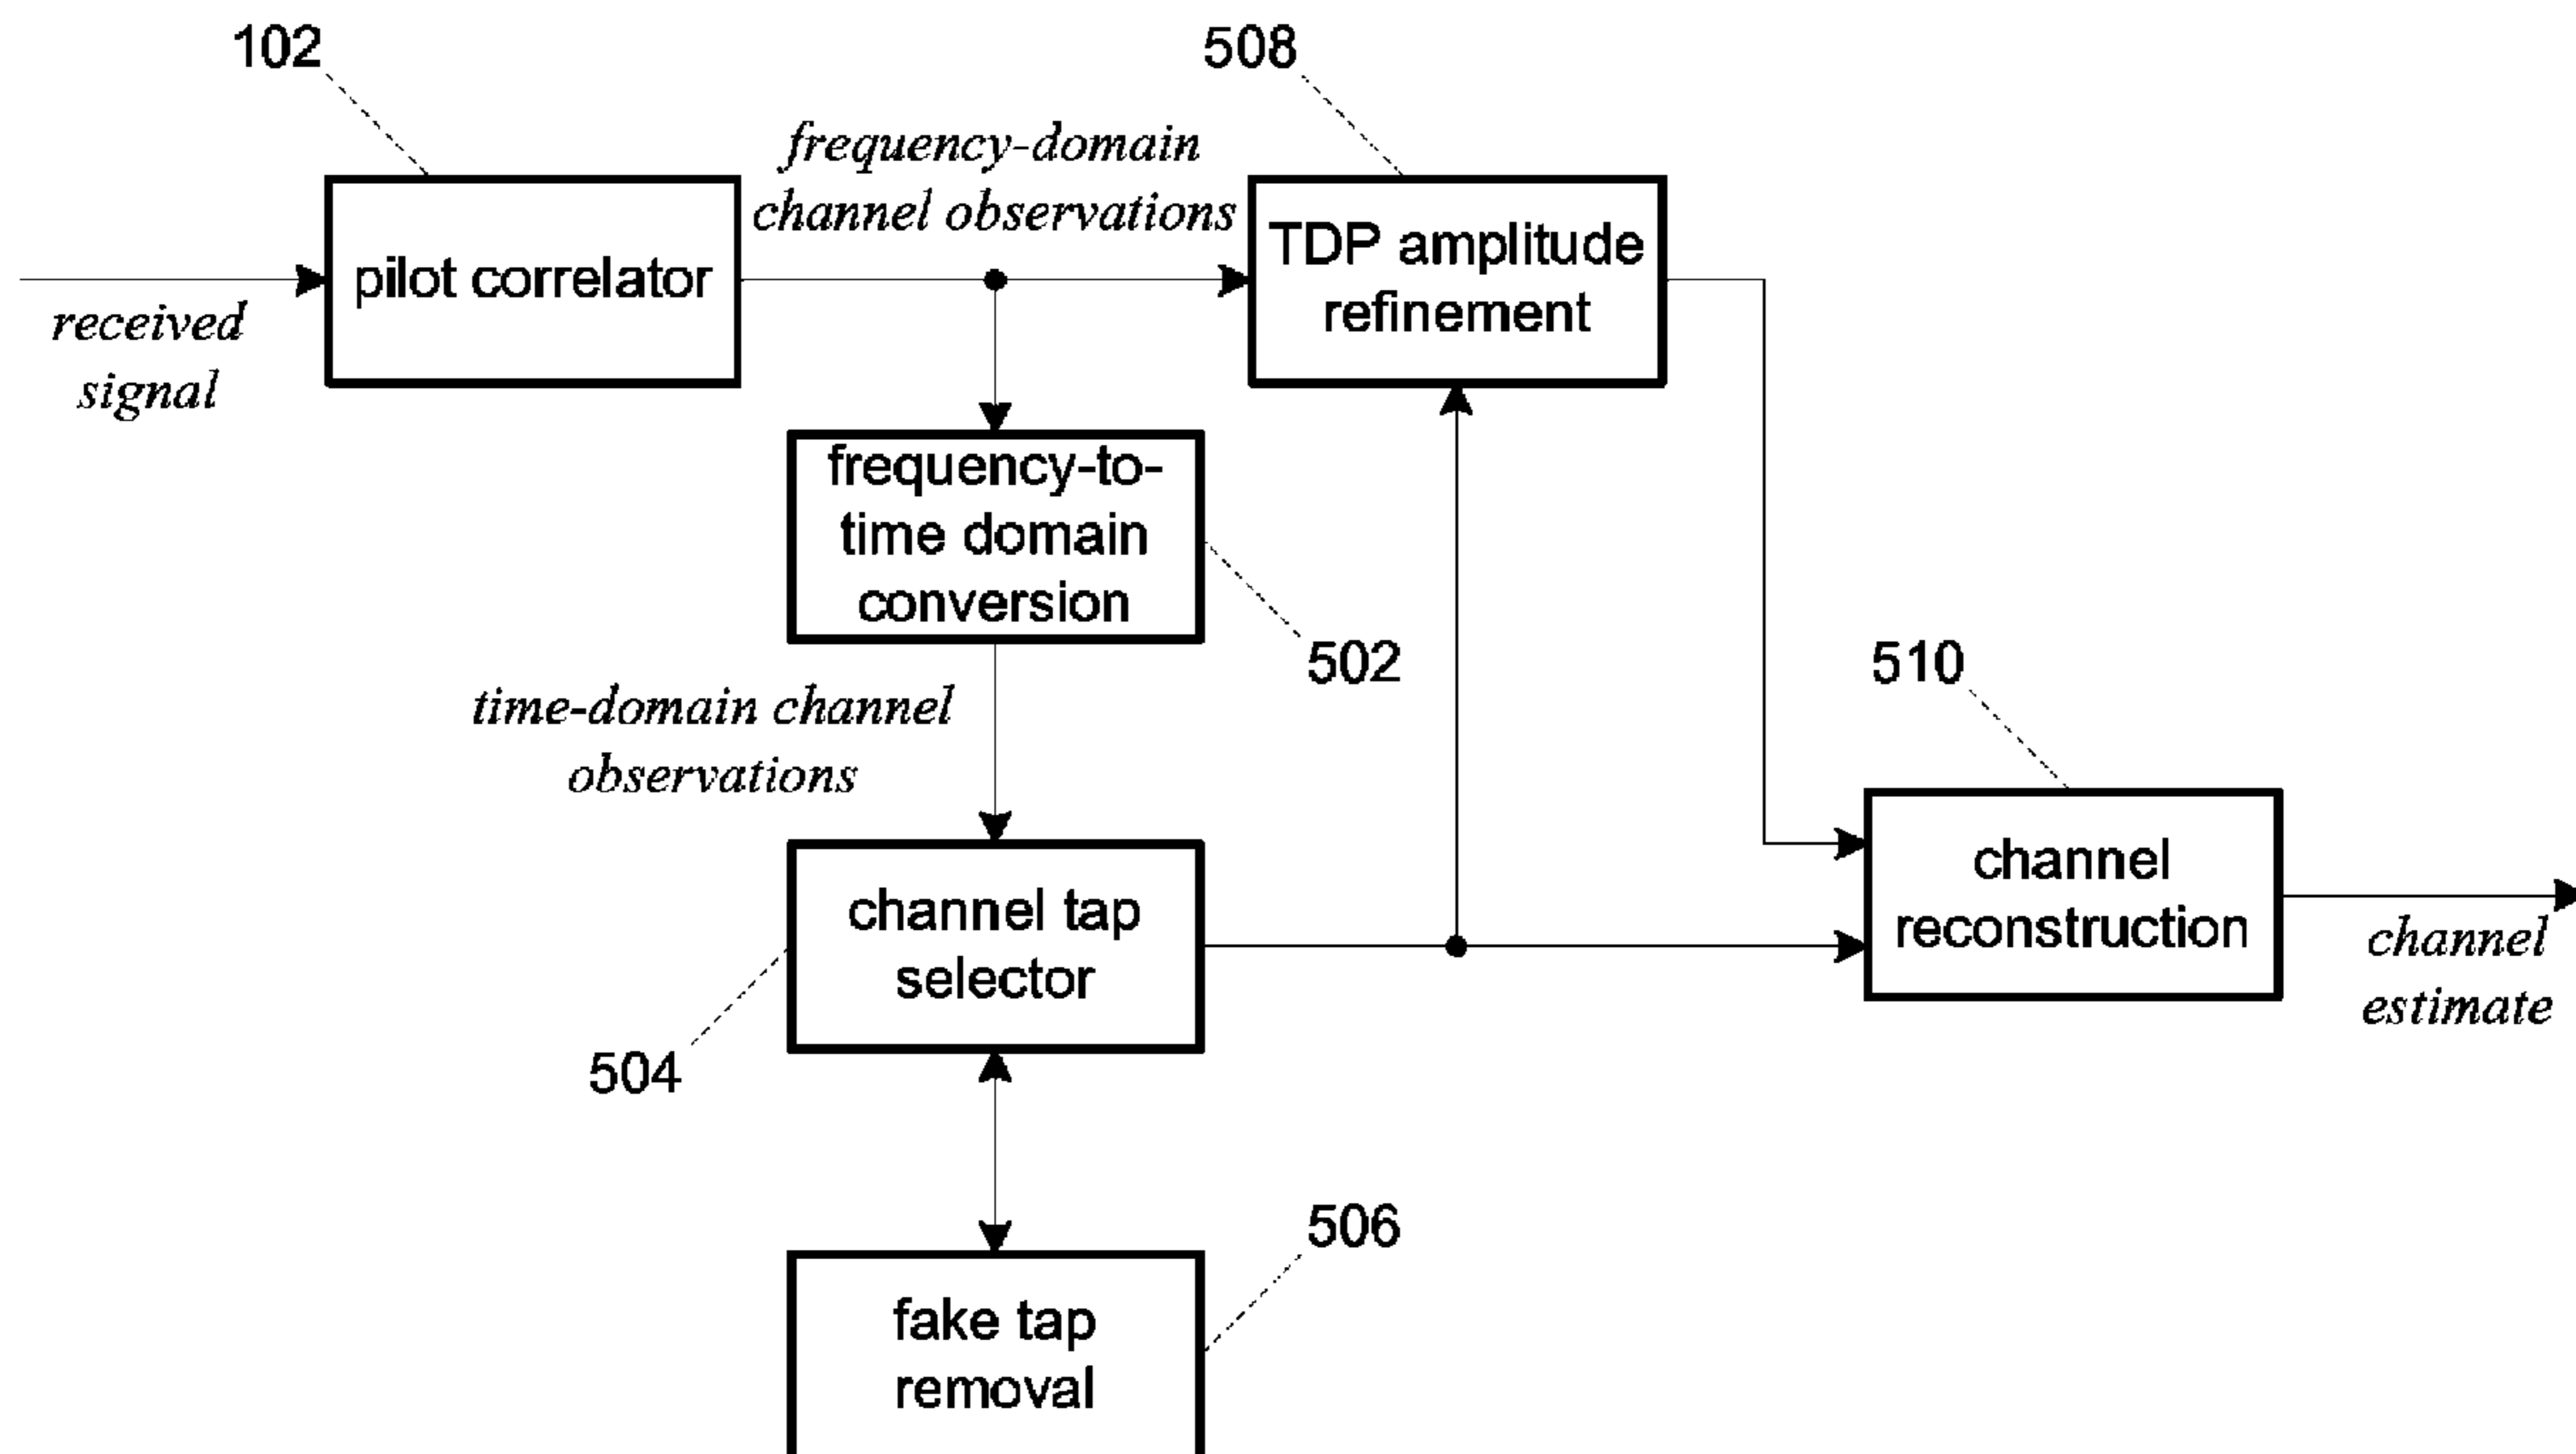 102
508
frequency-domain
channel observations
pilot correlator
TDP amplitude
refinement
received
signal
frequency-to-
time domain
conversion
502
510
time-domain channel
observations
channel tap
selector
channel
reconstruction
channel
estimate
504
506
fake tap
removal